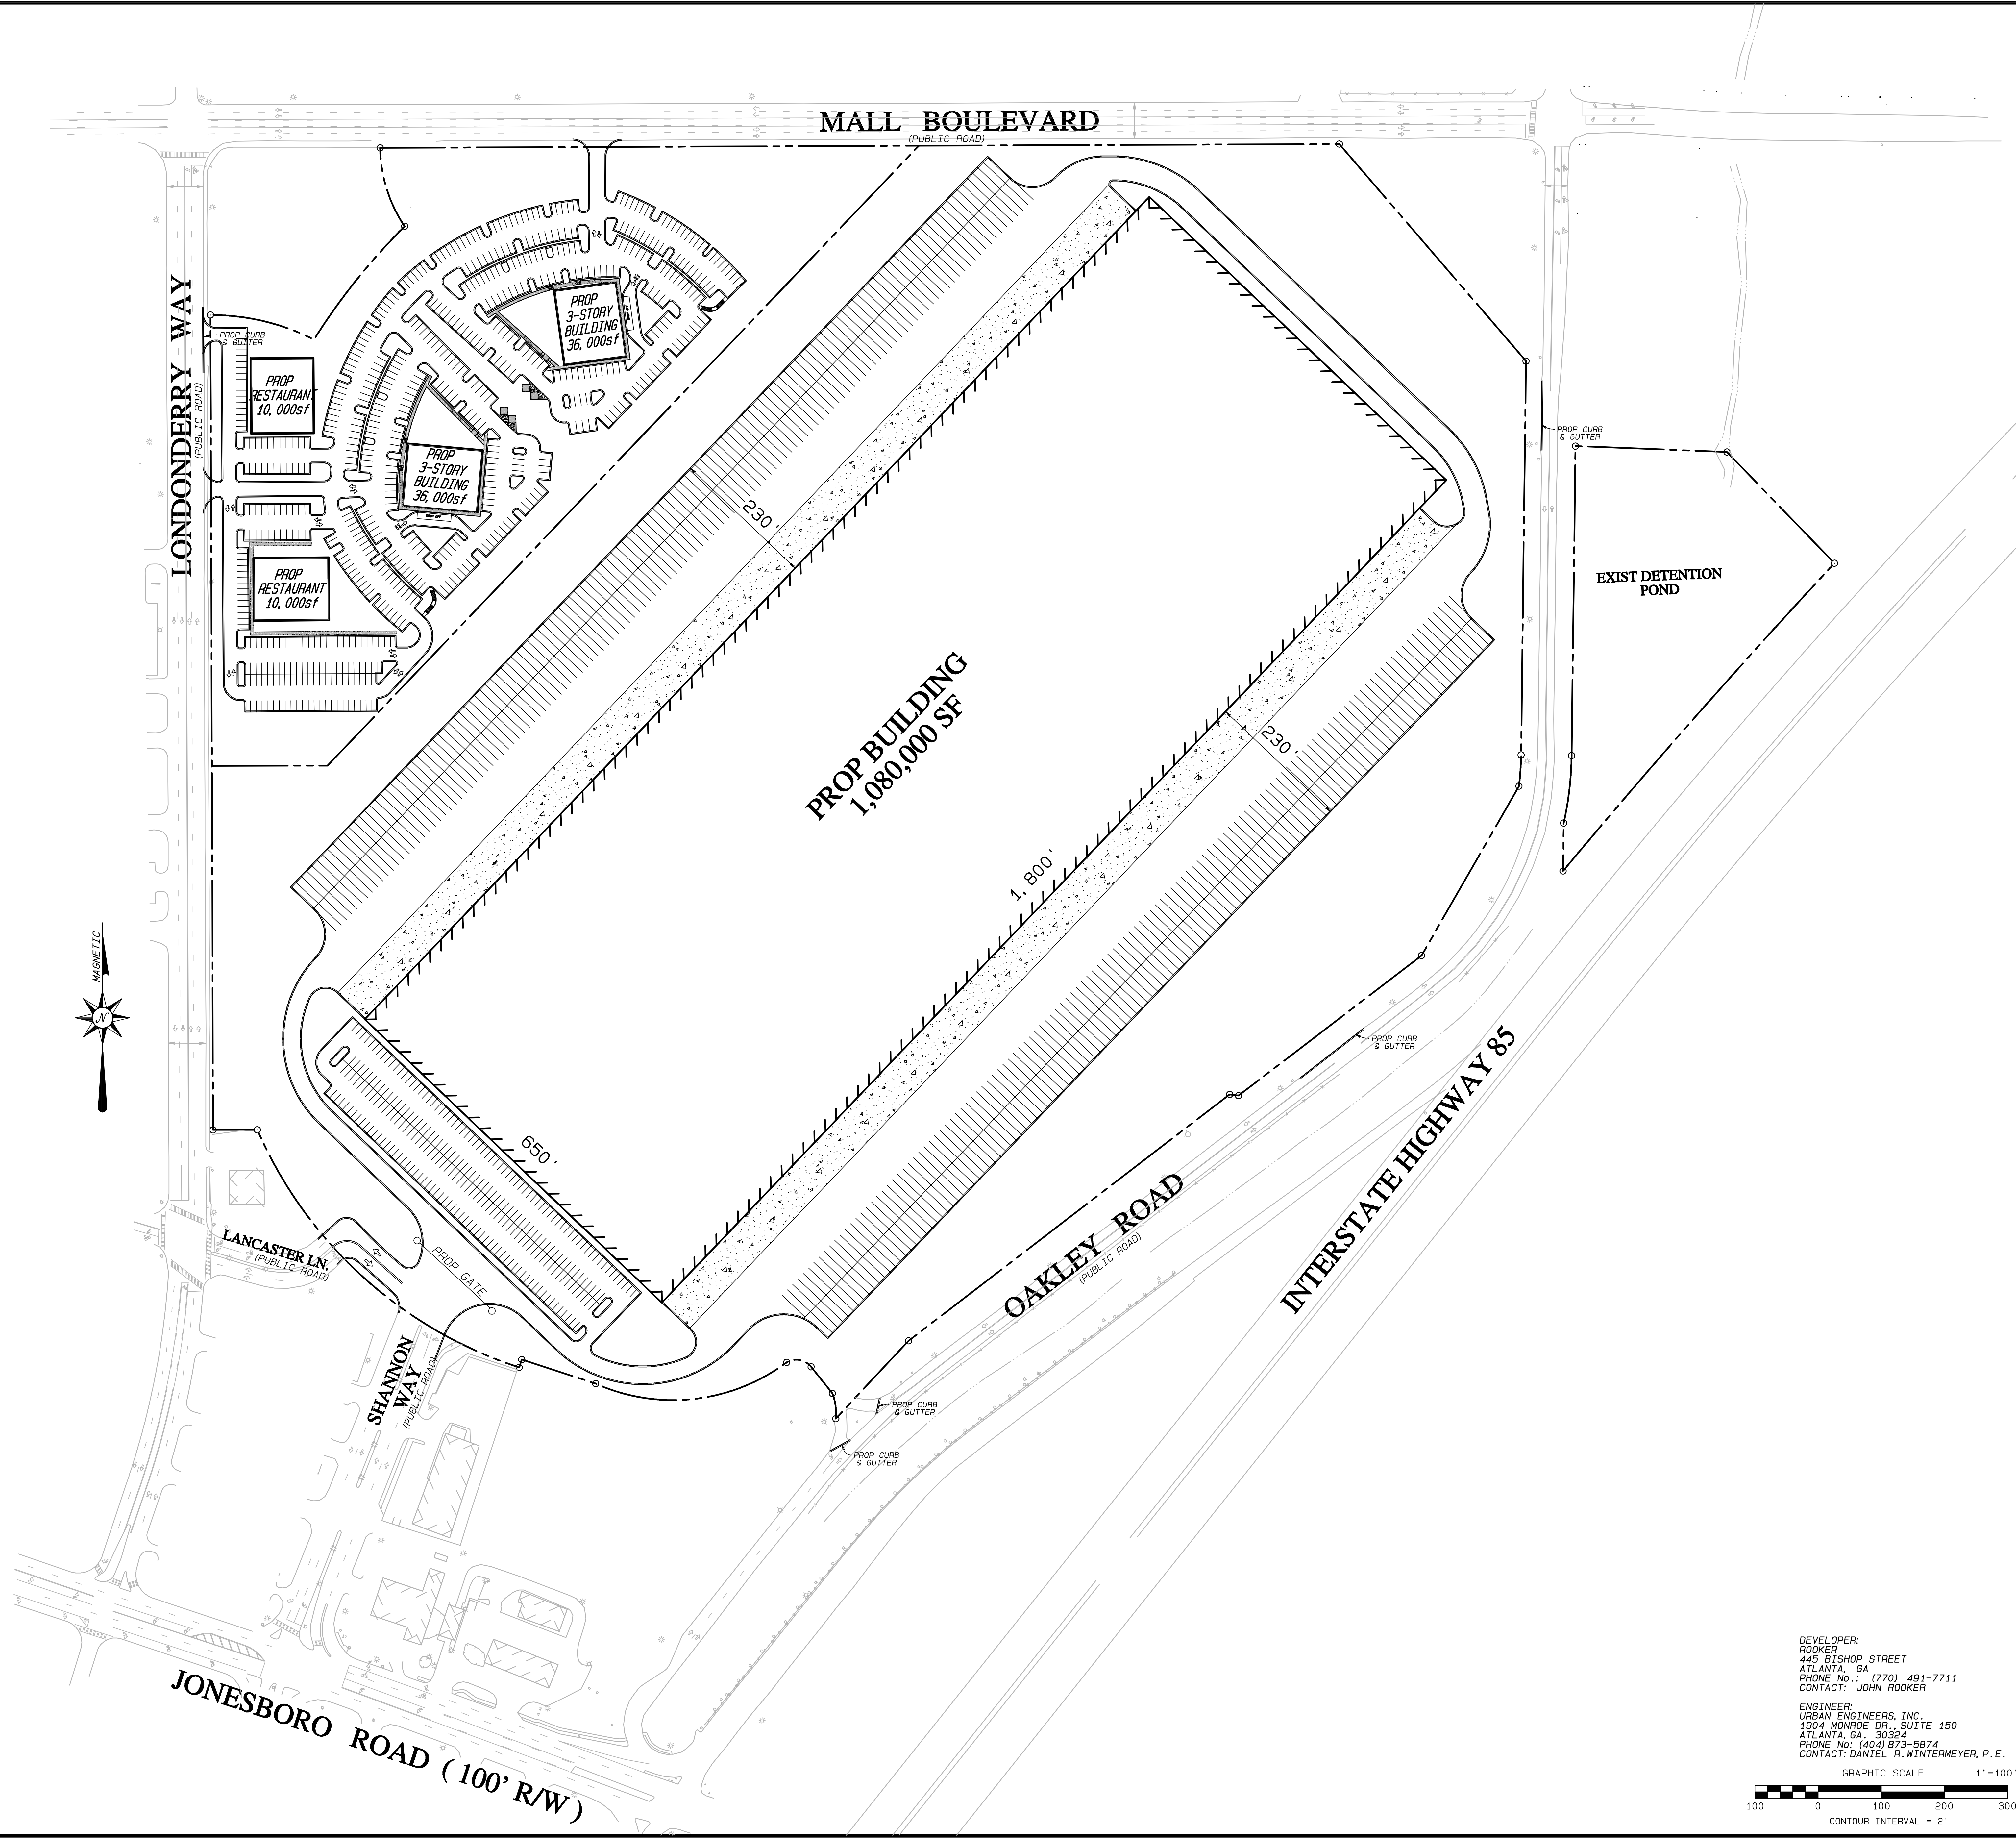 MALL BOULEVARD
(PUBLIC ROAD)
LONDONDERRY WAY
(PUBLIC ROAD)
PROP CURB
& GUTTER
PROP
RESTAURANT
10,000sf
PROP
3-STORY
BUILDING
36,000sf
PROP
3-STORY
BUILDING
36,000sf
PROP
RESTAURANT
10,000sf
230'
PROP BUILDING
1,080,000 SF
230'
1,800'
650'
PROP CURB
& GUTTER
EXIST DETENTION
POND
MAGNETIC
N
PROP CURB
& GUTTER
INTERSTATE HIGHWAY 85
OAKLEY ROAD
(PUBLIC ROAD)
LANCASTER LN.
(PUBLIC ROAD)
PROP GATE
SHANNON
WAY
(PUBLIC ROAD)
PROP CURB
& GUTTER
PROP CURB
& GUTTER
JONESBORO ROAD ( 100' R/W )
DEVELOPER:
ROOKER
445 BISHOP STREET
ATLANTA, GA
PHONE No.: (770) 491-7711
CONTACT: JOHN ROOKER
ENGINEER:
URBAN ENGINEERS, INC.
1904 MONROE DR., SUITE 150
ATLANTA, GA. 30324
PHONE No: (404) 873-5874
CONTACT: DANIEL R. WINTERMEYER, P.E.
GRAPHIC SCALE 1"=100'
100 0 100 200 300
CONTOUR INTERVAL = 2'